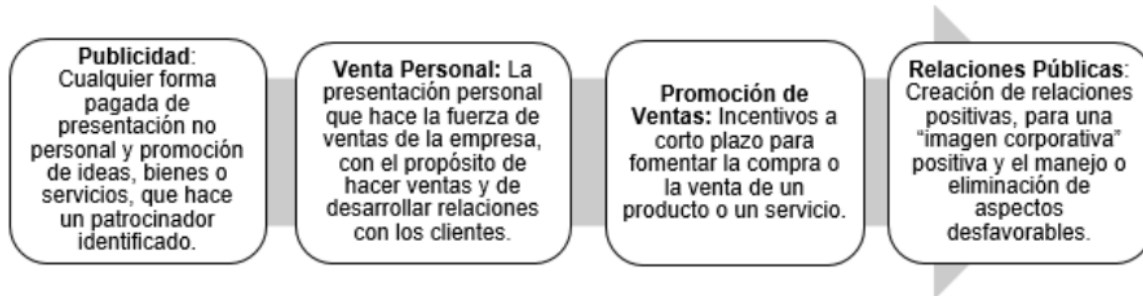 Publicidad:
Cualquier forma
pagada de
presentación no
personal y promoción
de ideas, bienes o
servicios, que hace
un patrocinador
identificado.
Venta Personal: La
presentación personal
que hace la fuerza de
ventas de la empresa,
con el propósito de
hacer ventas y de
desarrollar relaciones
con los clientes.
Promoción de
Ventas: Incentivos a
corto plazo para
fomentar la compra o
la venta de un
producto o un servicio.
Relaciones Públicas:
Creación de relaciones
positivas, para una
“imagen corporativa”
positiva y el manejo o
eliminación de
aspectos
desfavorables.